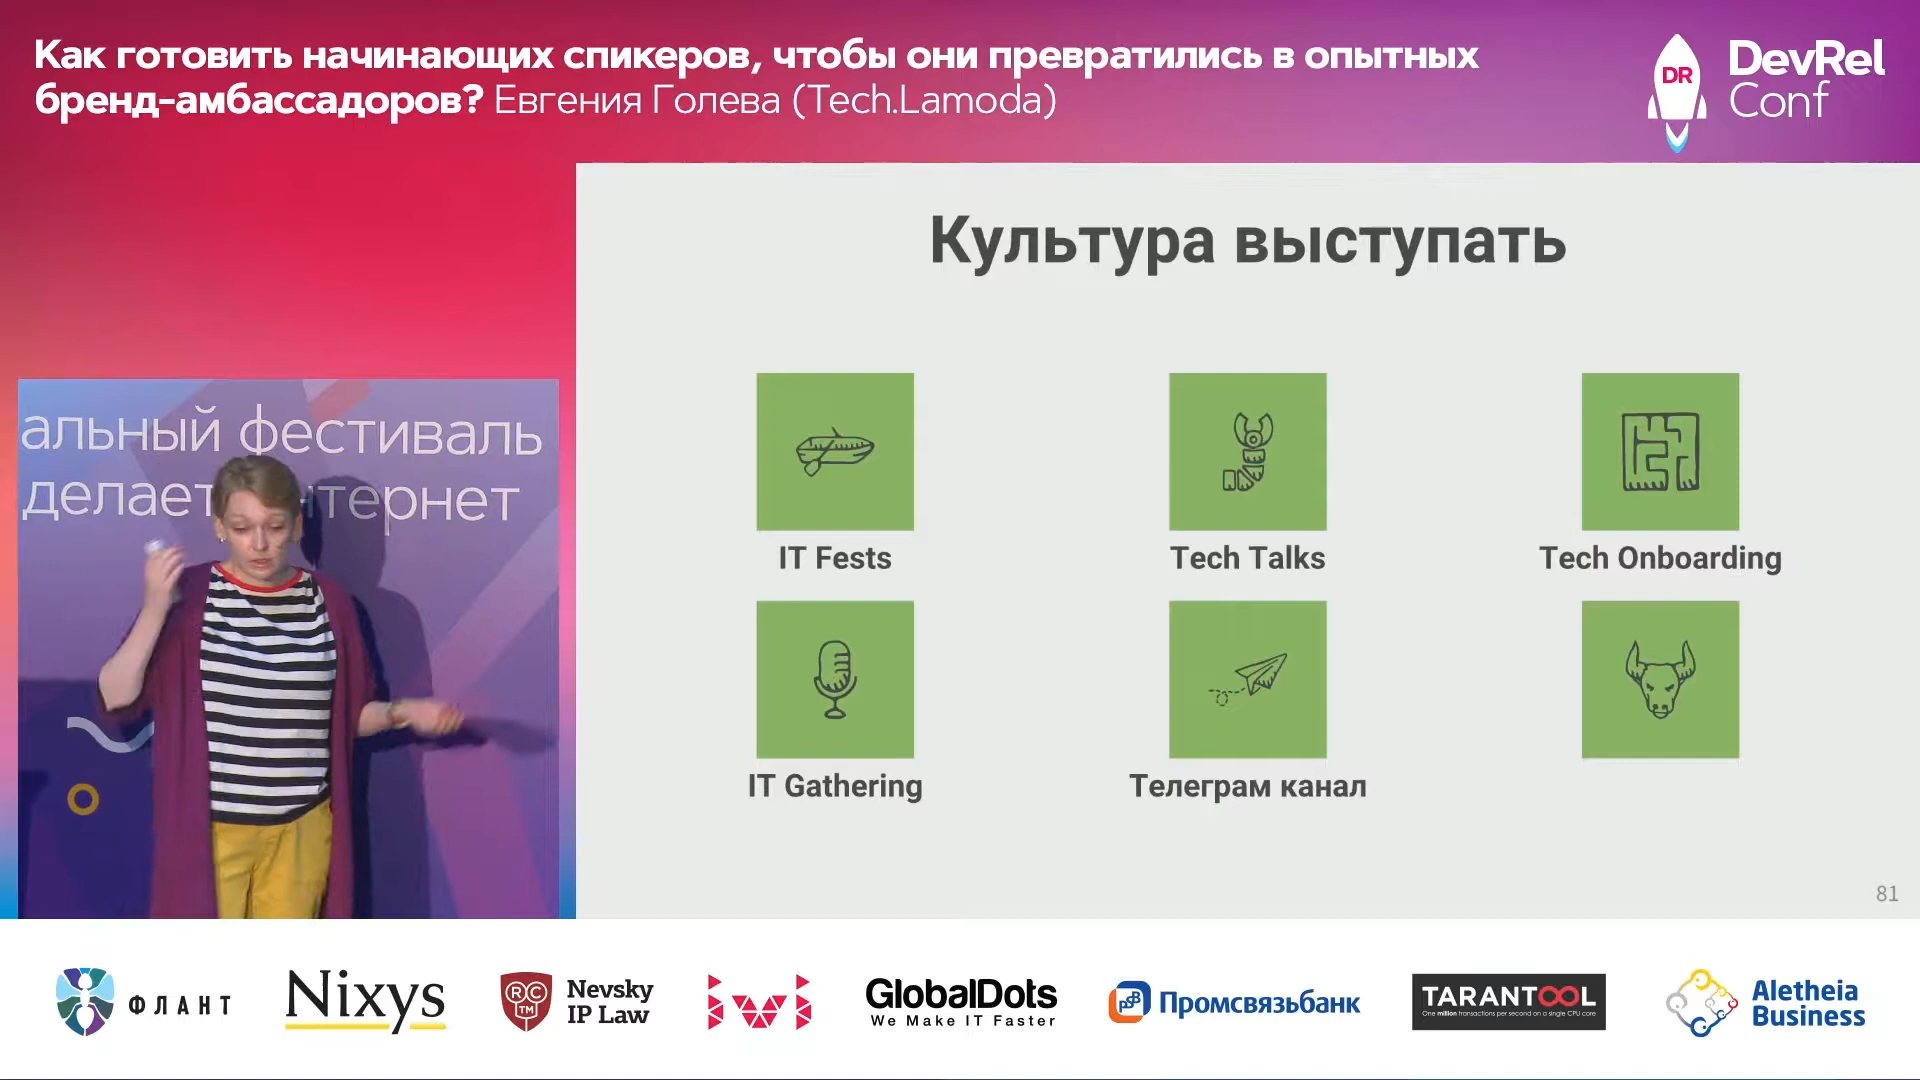 Как готовить начинающих спикеров, чтобы они превратились в опытных
бренд-амбассадоров? Евгения Голева (Tech.Lamoda)
DR
DevRel
Conf
альный фестиваль
делает нтернет
Культура выступать
IT Fests
Tech Talks
Tech Onboarding
IT Gathering
Телеграм канал
81
ФЛАНТ
Nixys
RC
TM
Nevsky
IP Law
ivi
GlobalDots
We Make IT Faster
PSB
Промсвязьбанк
TARANTOOL
One million transactions per second on a single CPU core
Aletheia
Business